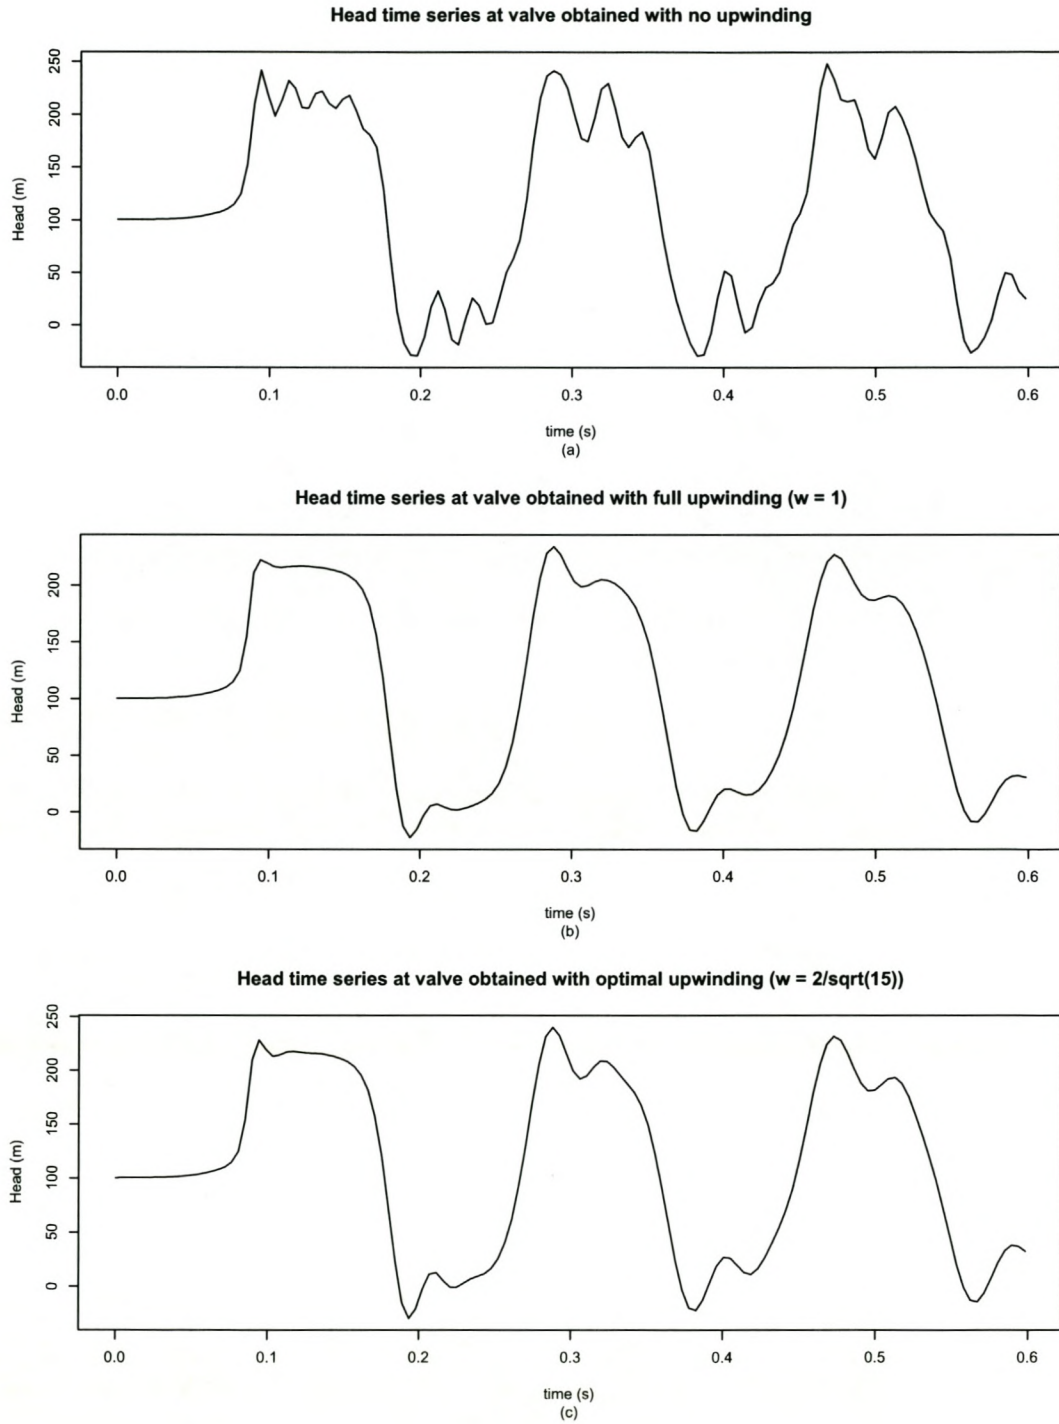 Head time series at valve obtained with no upwinding
250
200
150
100
50
0
Head (m)
0.0 0.1 0.2 0.3 0.4 0.5 0.6
time (s)
(a)
Head time series at valve obtained with full upwinding (w = 1)
200
150
100
50
0
Head (m)
0.0 0.1 0.2 0.3 0.4 0.5 0.6
time (s)
(b)
Head time series at valve obtained with optimal upwinding (w = 2/sqrt(15))
250
200
150
100
50
0
Head (m)
0.0 0.1 0.2 0.3 0.4 0.5 0.6
time (s)
(c)